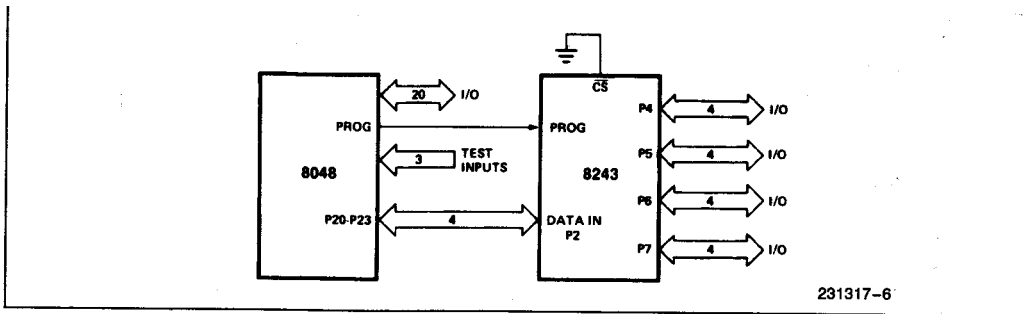 CS
20 I/O
P4 4 I/O
PROG PROG
3 TEST
INPUTS
P5 4 I/O
8048 8243
P6 4 I/O
P20-P23 4 DATA IN
P2
P7 4 I/O
231317-6